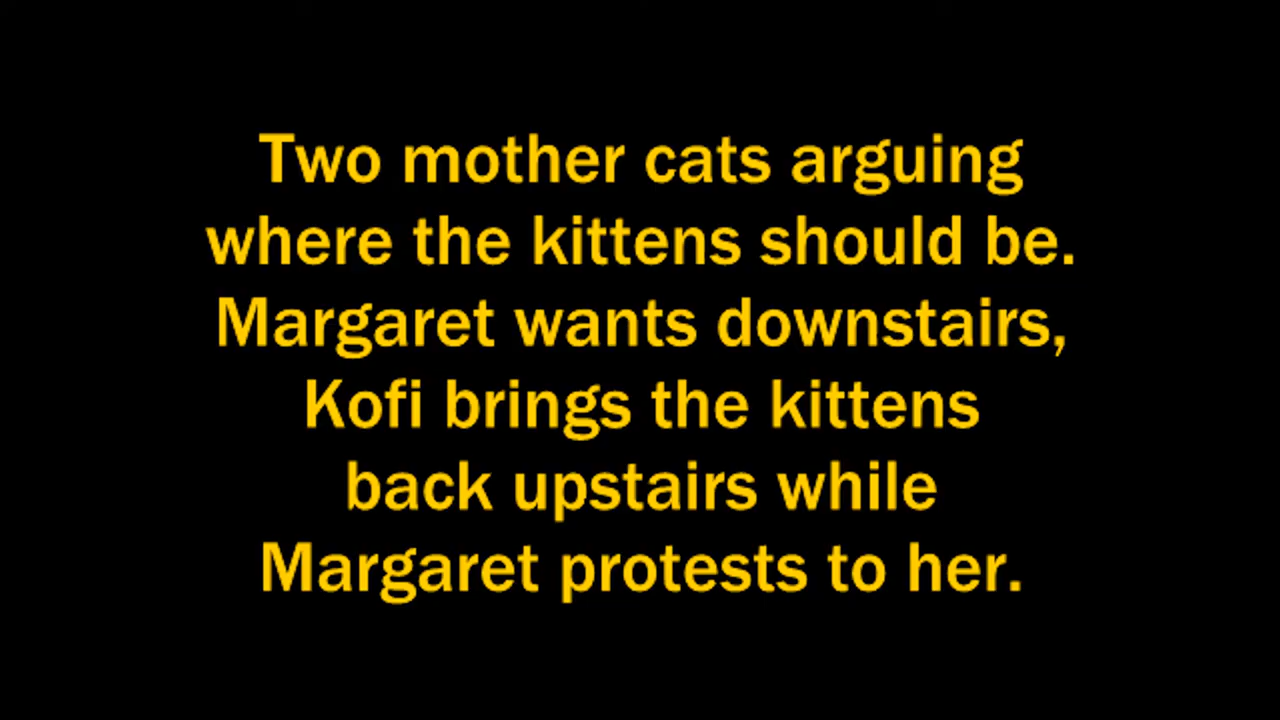 Two mother cats arguing
where the kittens should be.
Margaret wants downstairs,
Kofi brings the kittens
back upstairs while
Margaret protests to her.